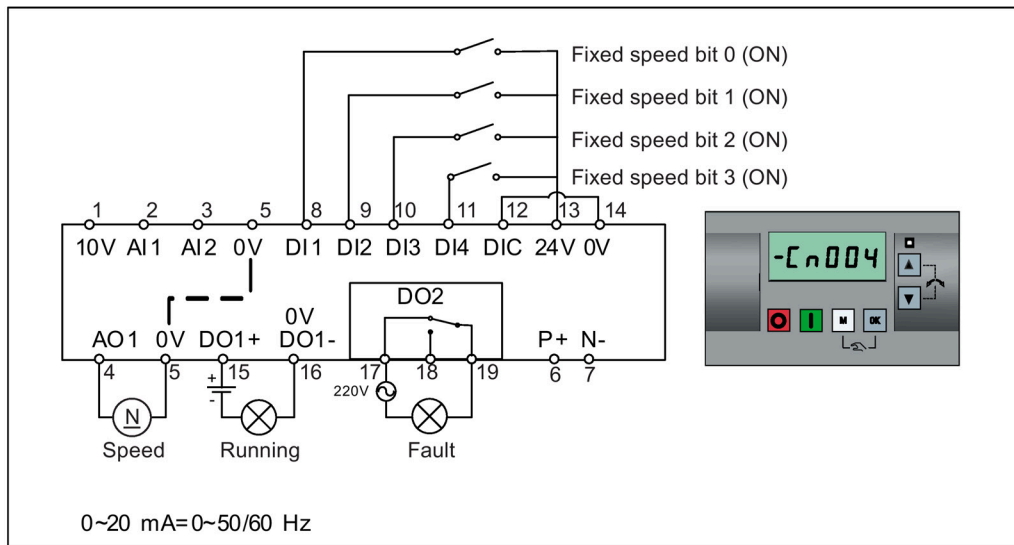 Fixed speed bit 0 (ON)
Fixed speed bit 1 (ON)
Fixed speed bit 2 (ON)
Fixed speed bit 3 (ON)
1 2 3 5 8 9 10 11 12 13 14
10V AI1 AI2 0V DI1 DI2 DI3 DI4 DIC 24V 0V
-Cn004
DO2
0V
AO1 0V DO1+ DO1- P+ N-
M OK
4 5 15 16 17 18 19 6 7
+
-
220V
N
Speed Running Fault
0~20 mA=0~50/60 Hz